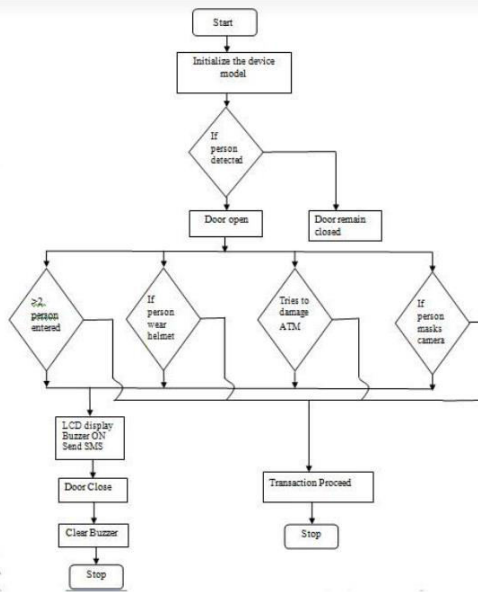 Start
Initialize the device
model
If
person
detected
Door open
Door remain
closed
≥2
person
entered
If
person
wear
helmet
Tries to
damage
ATM
If
person
masks
camera
LCD display
Buzzer ON
Send SMS
Door Close
Clear Buzzer
Stop
Transaction Proceed
Stop